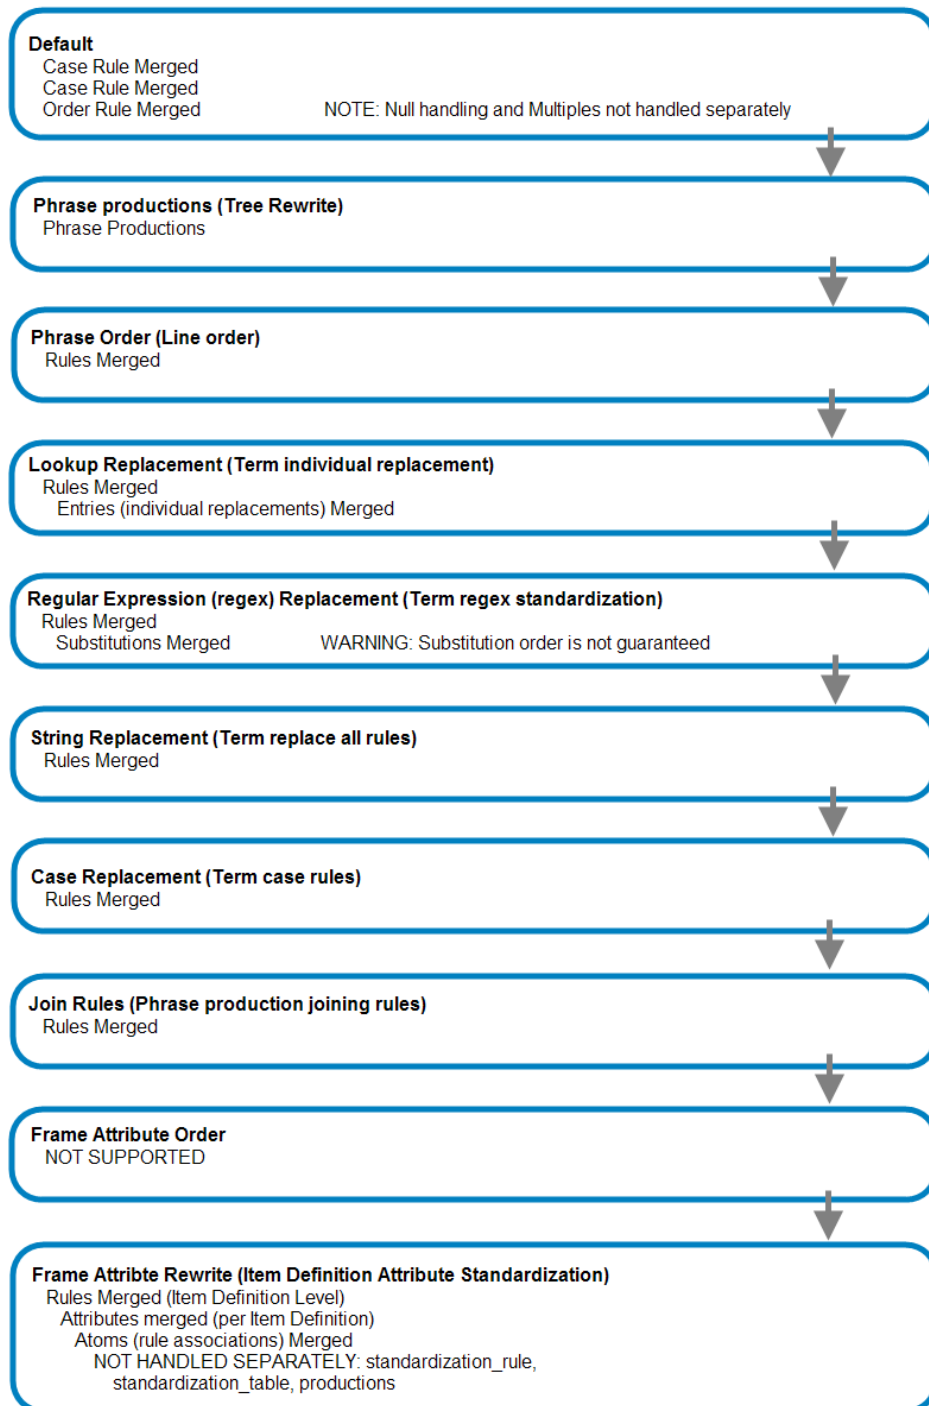 Default
Case Rule Merged
Case Rule Merged
Order Rule Merged NOTE: Null handling and Multiples not handled separately
Phrase productions (Tree Rewrite)
Phrase Productions
Phrase Order (Line order)
Rules Merged
Lookup Replacement (Term individual replacement)
Rules Merged
Entries (individual replacements) Merged
Regular Expression (regex) Replacement (Term regex standardization)
Rules Merged
Substitutions Merged WARNING: Substitution order is not guaranteed
String Replacement (Term replace all rules)
Rules Merged
Case Replacement (Term case rules)
Rules Merged
Join Rules (Phrase production joining rules)
Rules Merged
Frame Attribute Order
NOT SUPPORTED
Frame Attribte Rewrite (Item Definition Attribute Standardization)
Rules Merged (Item Definition Level)
Attributes merged (per Item Definition)
Atoms (rule associations) Merged
NOT HANDLED SEPARATELY: standardization_rule,
standardization_table, productions